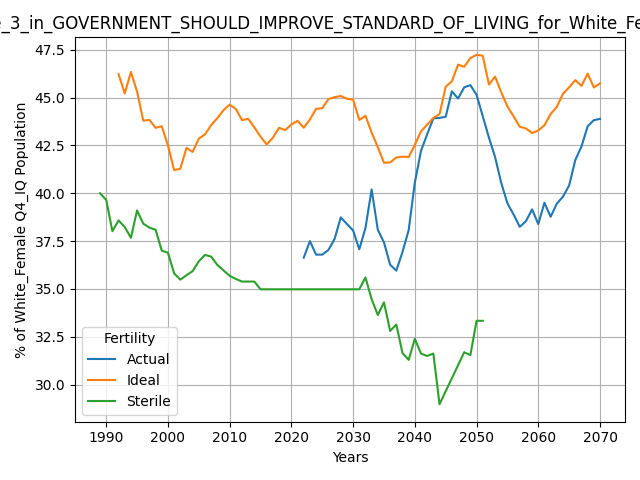 _3_in_GOVERNMENT_SHOULD_IMPROVE_STANDARD_OF_LIVING_for_White_Fe
% of White_Female Q4_IQ Population
47.5
45.0
42.5
40.0
37.5
35.0
32.5
30.0
Fertility
Actual
Ideal
Sterile
1990 2000 2010 2020 2030 2040 2050 2060 2070
Years